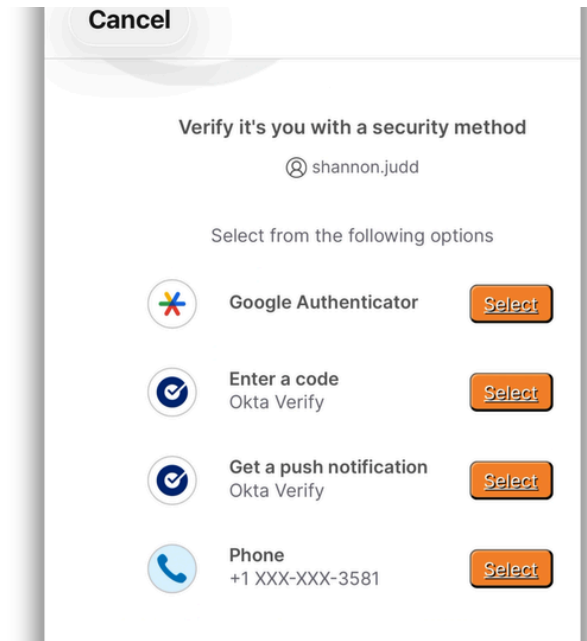 Cancel
Verify it's you with a security method
shannon.judd
Select from the following options
Google Authenticator
Select
Enter a code
Okta Verify
Select
Get a push notification
Okta Verify
Select
Phone
+1 XXX-XXX-3581
Select